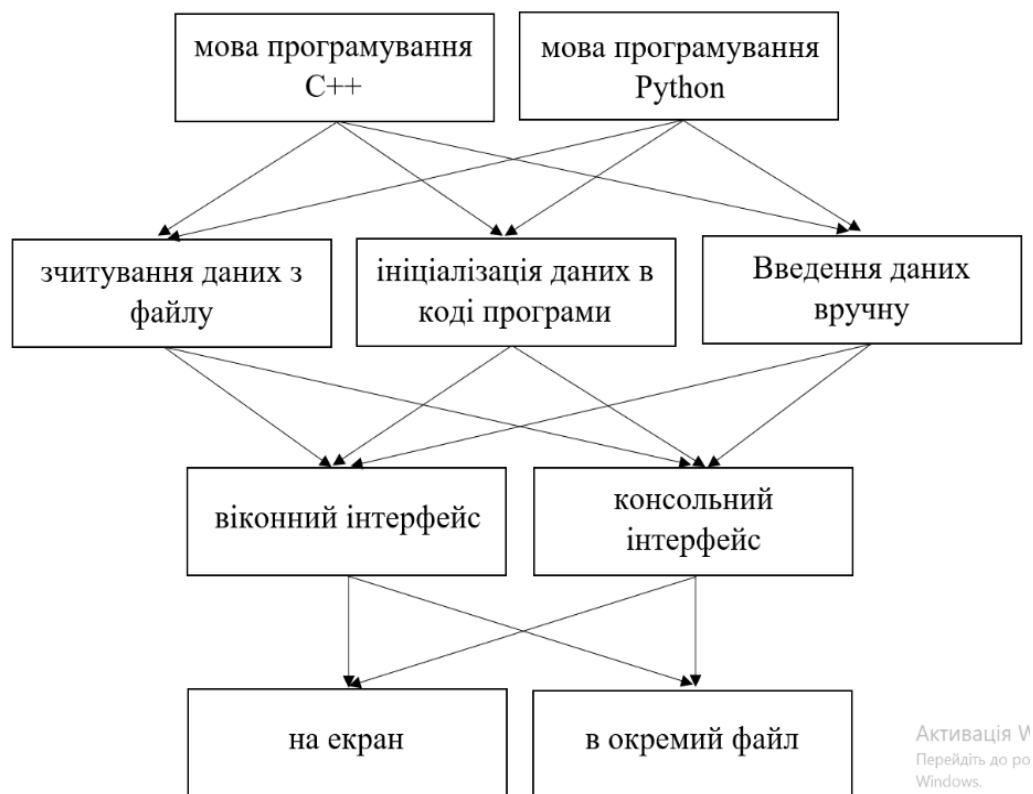 мова програмування
C++
мова програмування
Python
зчитування даних з
файлу
ініціалізація даних в
коді програми
Введення даних
вручну
віконний інтерфейс
консольний
інтерфейс
на екран
в окремий файл
Активація W
Перейдіть до ро
Windows.